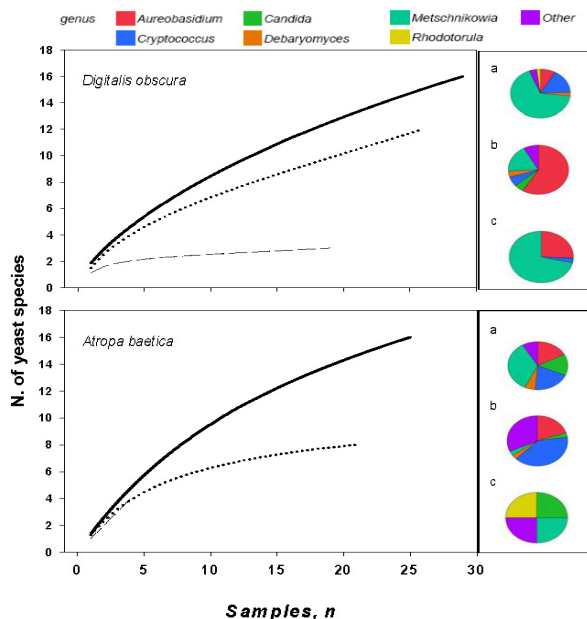 genus Aureobasidium Candida Metschnikowia Other
Cryptococcus Debaryomyces Rhodotorula
N. of yeast species
18
16
14
12
10
8
6
4
2
0
Digitalis obscura
a
b
c
18
16
14
12
10
8
6
4
2
0
Atropa baetica
a
b
c
0 5 10 15 20 25 30
Samples, n